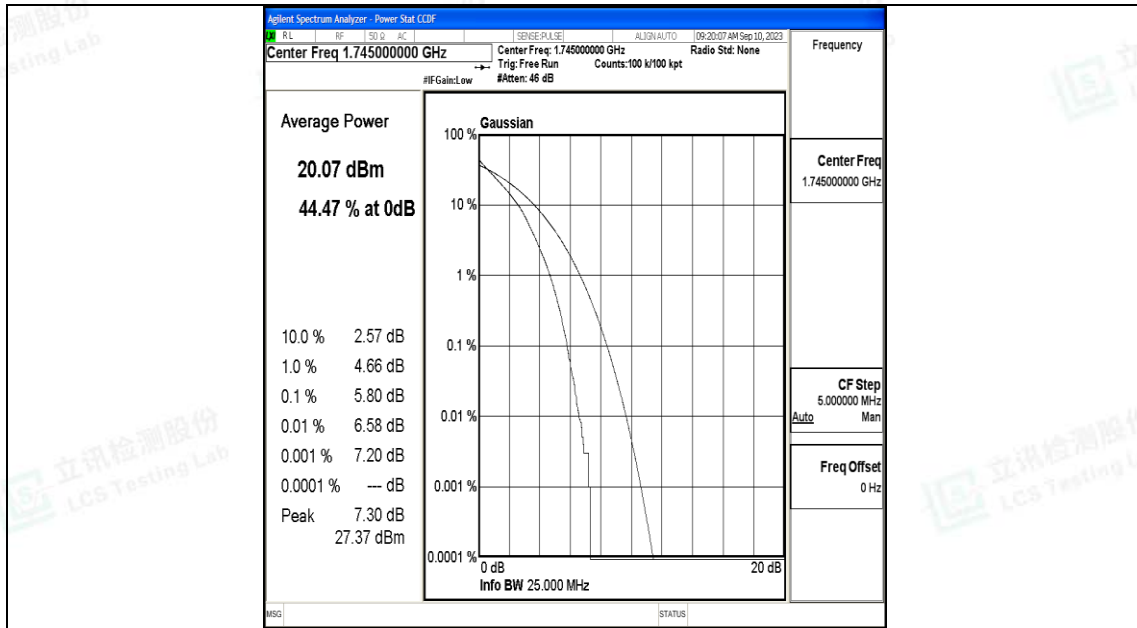 Agilent Spectrum Analyzer - Power Stat CCDF
RL RF 50 Ω AC SENSE:PULSE ALIGN AUTO 09:20:07 AM Sep 10, 2023
Center Freq 1.745000000 GHz
Center Freq: 1.745000000 GHz Radio Std: None
Trig: Free Run Counts:100 k/100 kpt
#IFGain:Low #Atten: 46 dB
Frequency
Average Power
20.07 dBm
44.47 % at 0dB
10.0 % 2.57 dB
1.0 % 4.66 dB
0.1 % 5.80 dB
0.01 % 6.58 dB
0.001 % 7.20 dB
0.0001 % --- dB
Peak 7.30 dB
27.37 dBm
Gaussian
100 %
10 %
1 %
0.1 %
0.01 %
0.001 %
0.0001 %
0 dB 20 dB
Info BW 25.000 MHz
Center Freq
1.745000000 GHz
CF Step
5.000000 MHz
Auto Man
Freq Offset
0 Hz
MSG STATUS
立讯检测股份
LCS Testing Lab
立讯检测股份